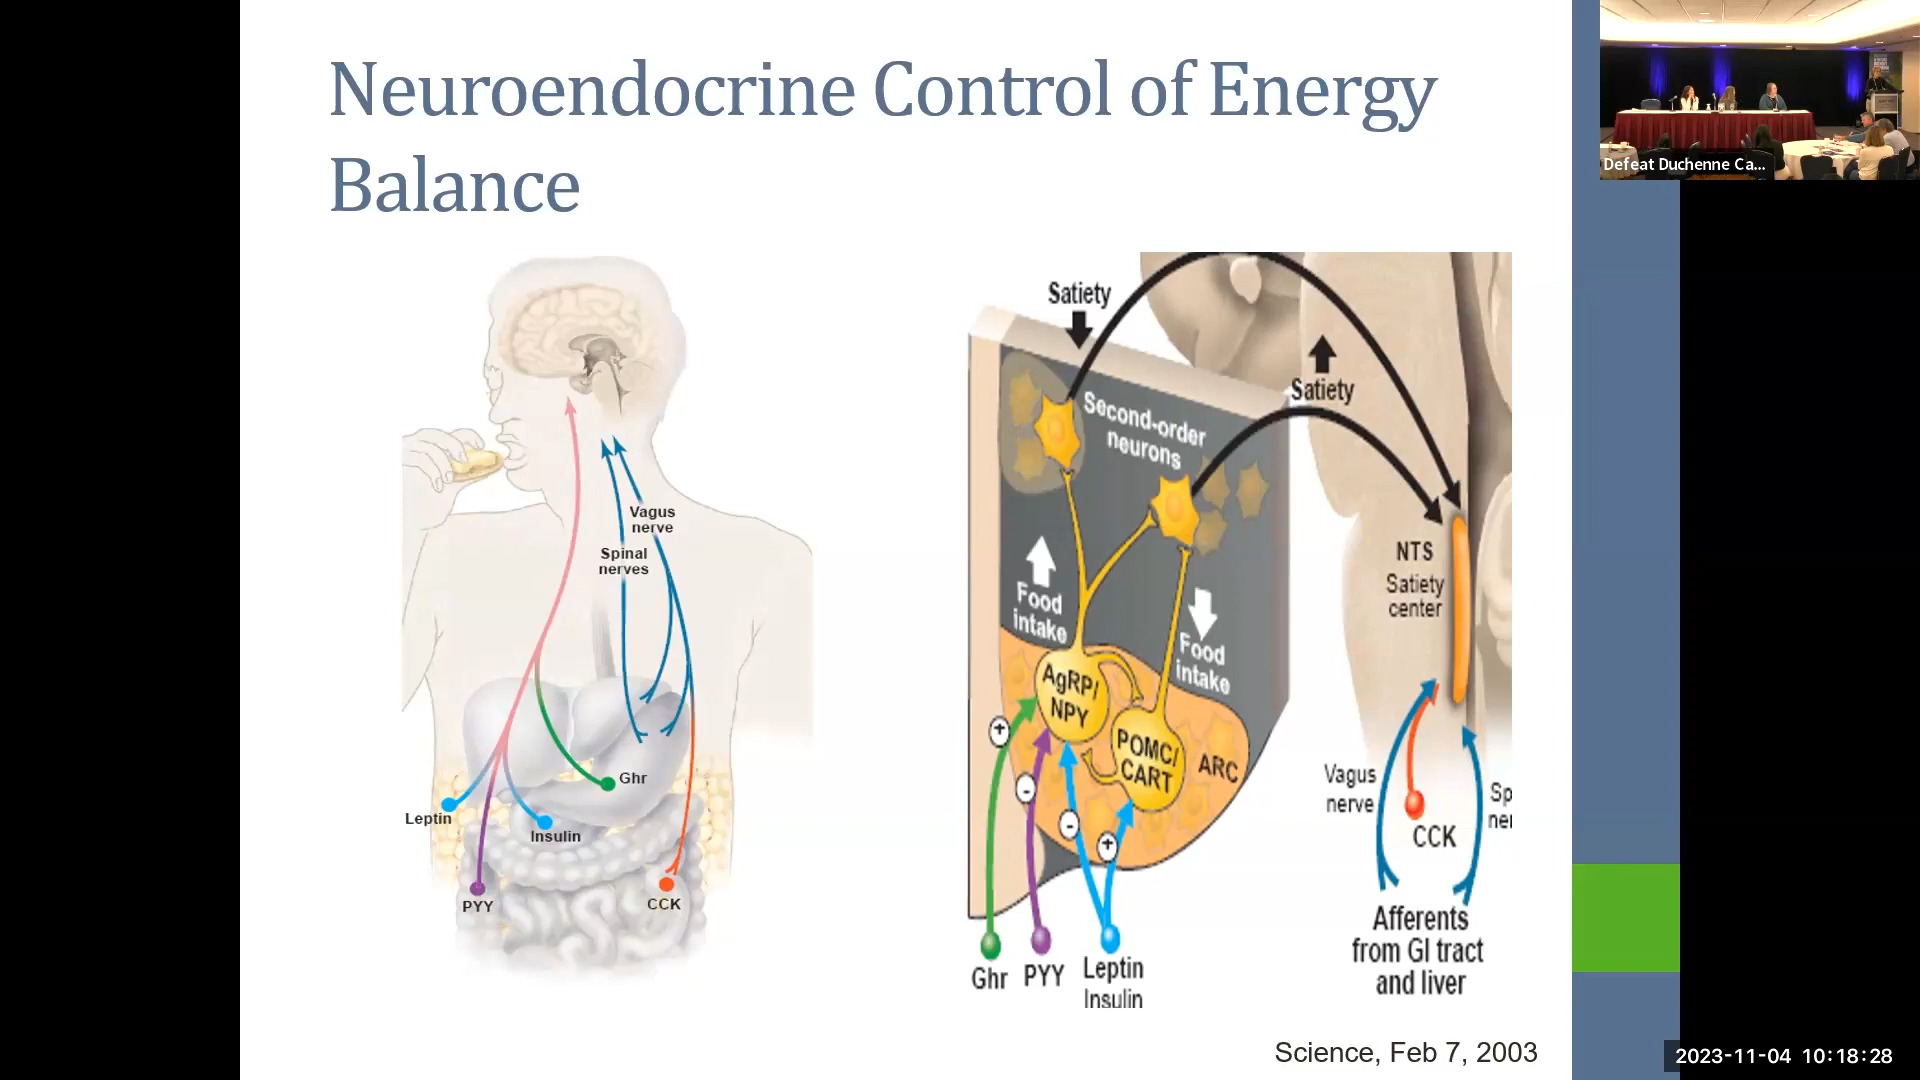 Neuroendocrine Control of Energy
Balance
Defeat Duchenne Ca...
Vagus
nerve
Spinal
nerves
Ghr
Leptin
Insulin
PYY
CCK
Satiety
Satiety
Second-order
neurons
Food
intake
Food
intake
NTS
Satiety
center
AgRP/
NPY
POMC/
CART
ARC
+
-
-
+
Vagus
nerve
Sp
ner
CCK
Ghr
PYY
Leptin
Insulin
Afferents
from GI tract
and liver
Science, Feb 7, 2003
2023-11-04 10:18:28